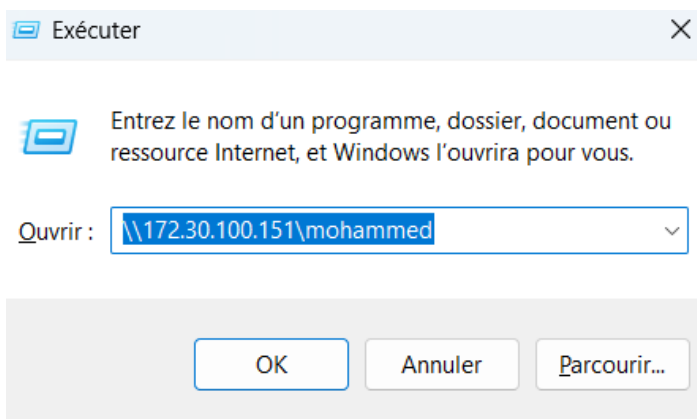 Exécuter
Entrez le nom d’un programme, dossier, document ou
ressource Internet, et Windows l’ouvrira pour vous.
Ouvrir : \\172.30.100.151\mohammed
OK Annuler Parcourir...